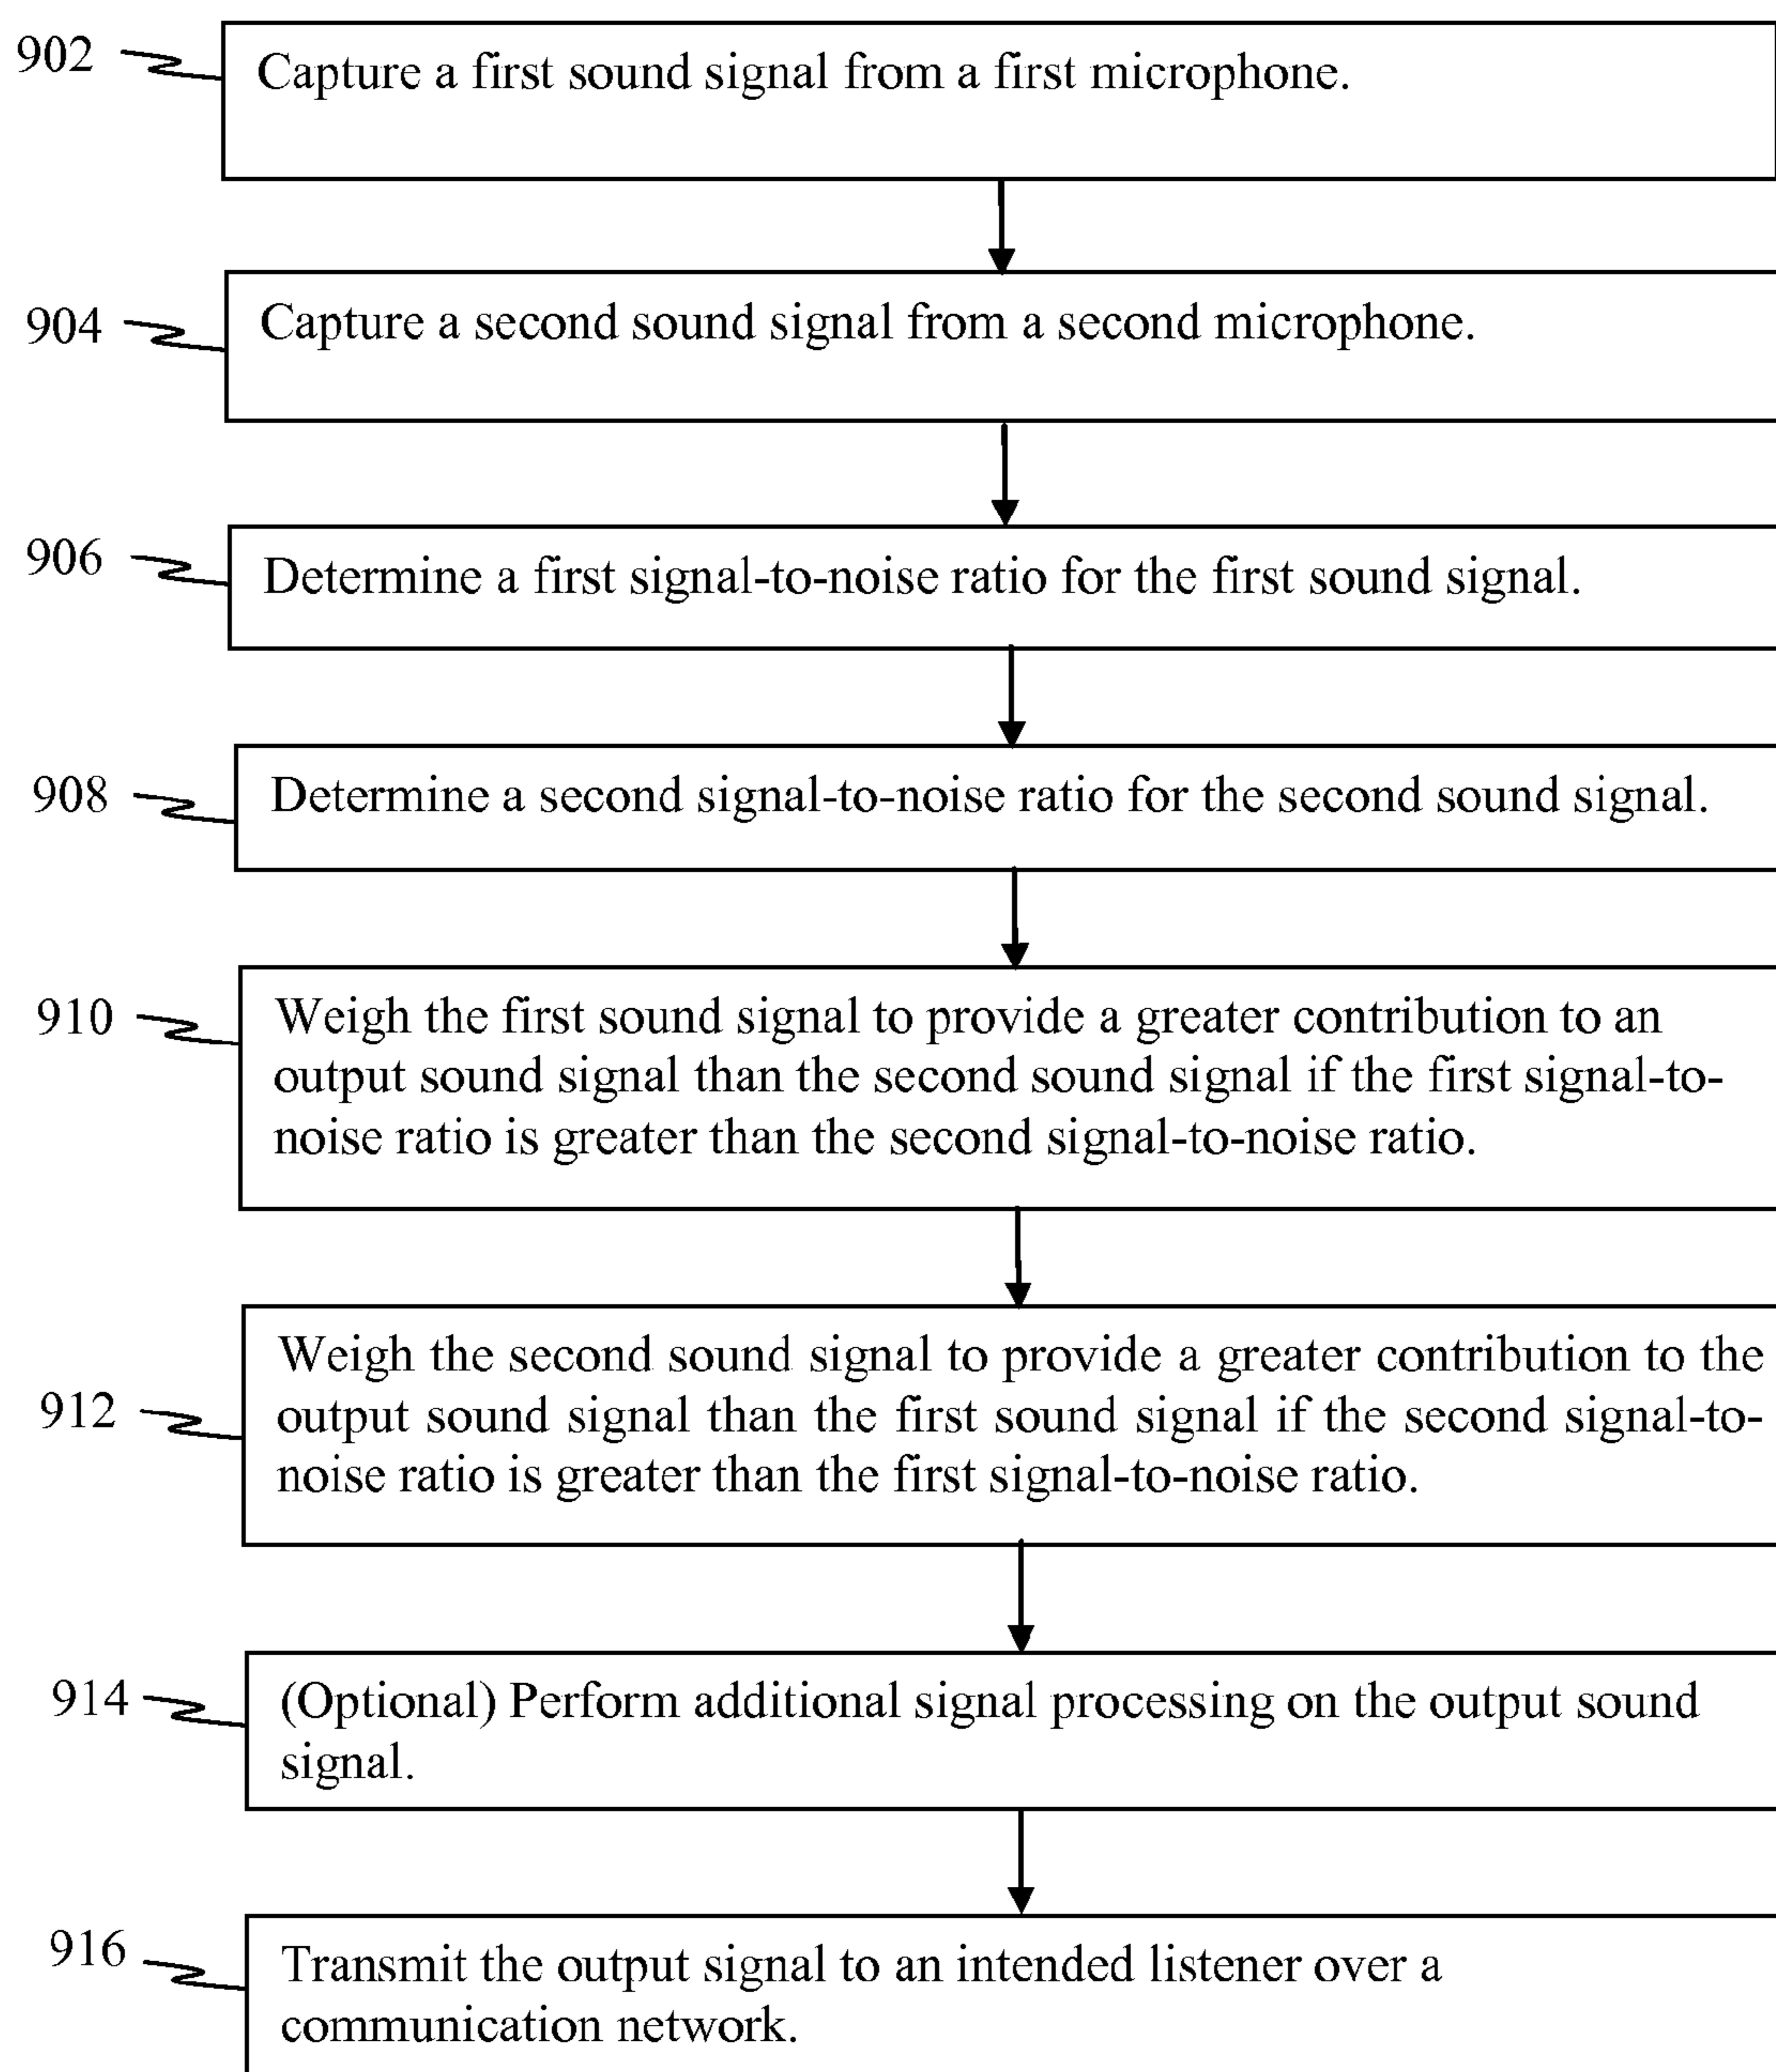 902
Capture a first sound signal from a first microphone.
904
Capture a second sound signal from a second microphone.
906
Determine a first signal-to-noise ratio for the first sound signal.
908
Determine a second signal-to-noise ratio for the second sound signal.
910
Weigh the first sound signal to provide a greater contribution to an
output sound signal than the second sound signal if the first signal-to-
noise ratio is greater than the second signal-to-noise ratio.
912
Weigh the second sound signal to provide a greater contribution to the
output sound signal than the first sound signal if the second signal-to-
noise ratio is greater than the first signal-to-noise ratio.
914
(Optional) Perform additional signal processing on the output sound
signal.
916
Transmit the output signal to an intended listener over a
communication network.